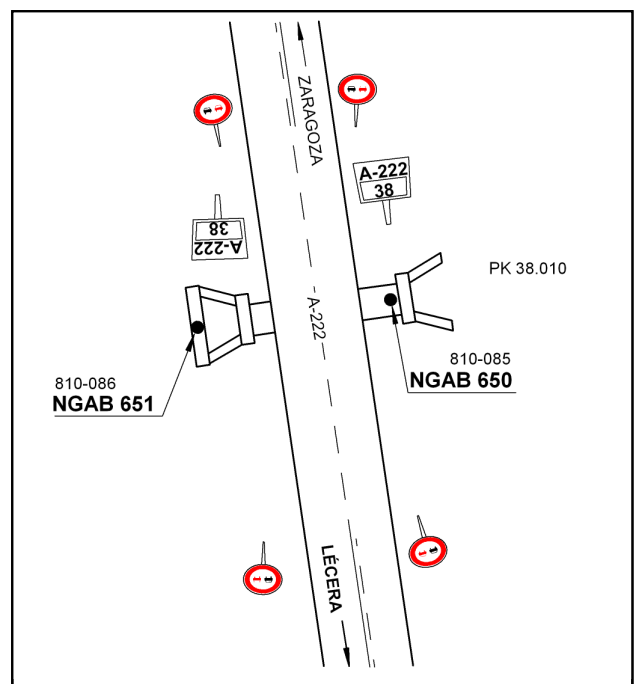 ZARAGOZA
A-222
38
A-222
38
PK 38.010
A-222
810-085
NGAB 650
810-086
NGAB 651
LÉCERA